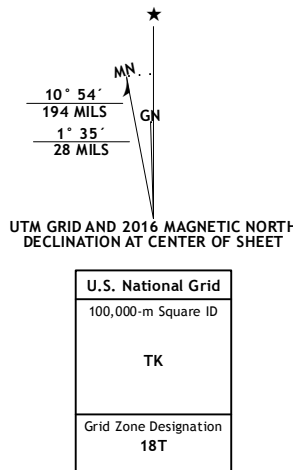 MN
GN
10° 54´
194 MILS
1° 35´
28 MILS
UTM GRID AND 2016 MAGNETIC NORTH
DECLINATION AT CENTER OF SHEET
U.S. National Grid
100,000-m Square ID
TK
Grid Zone Designation
18T